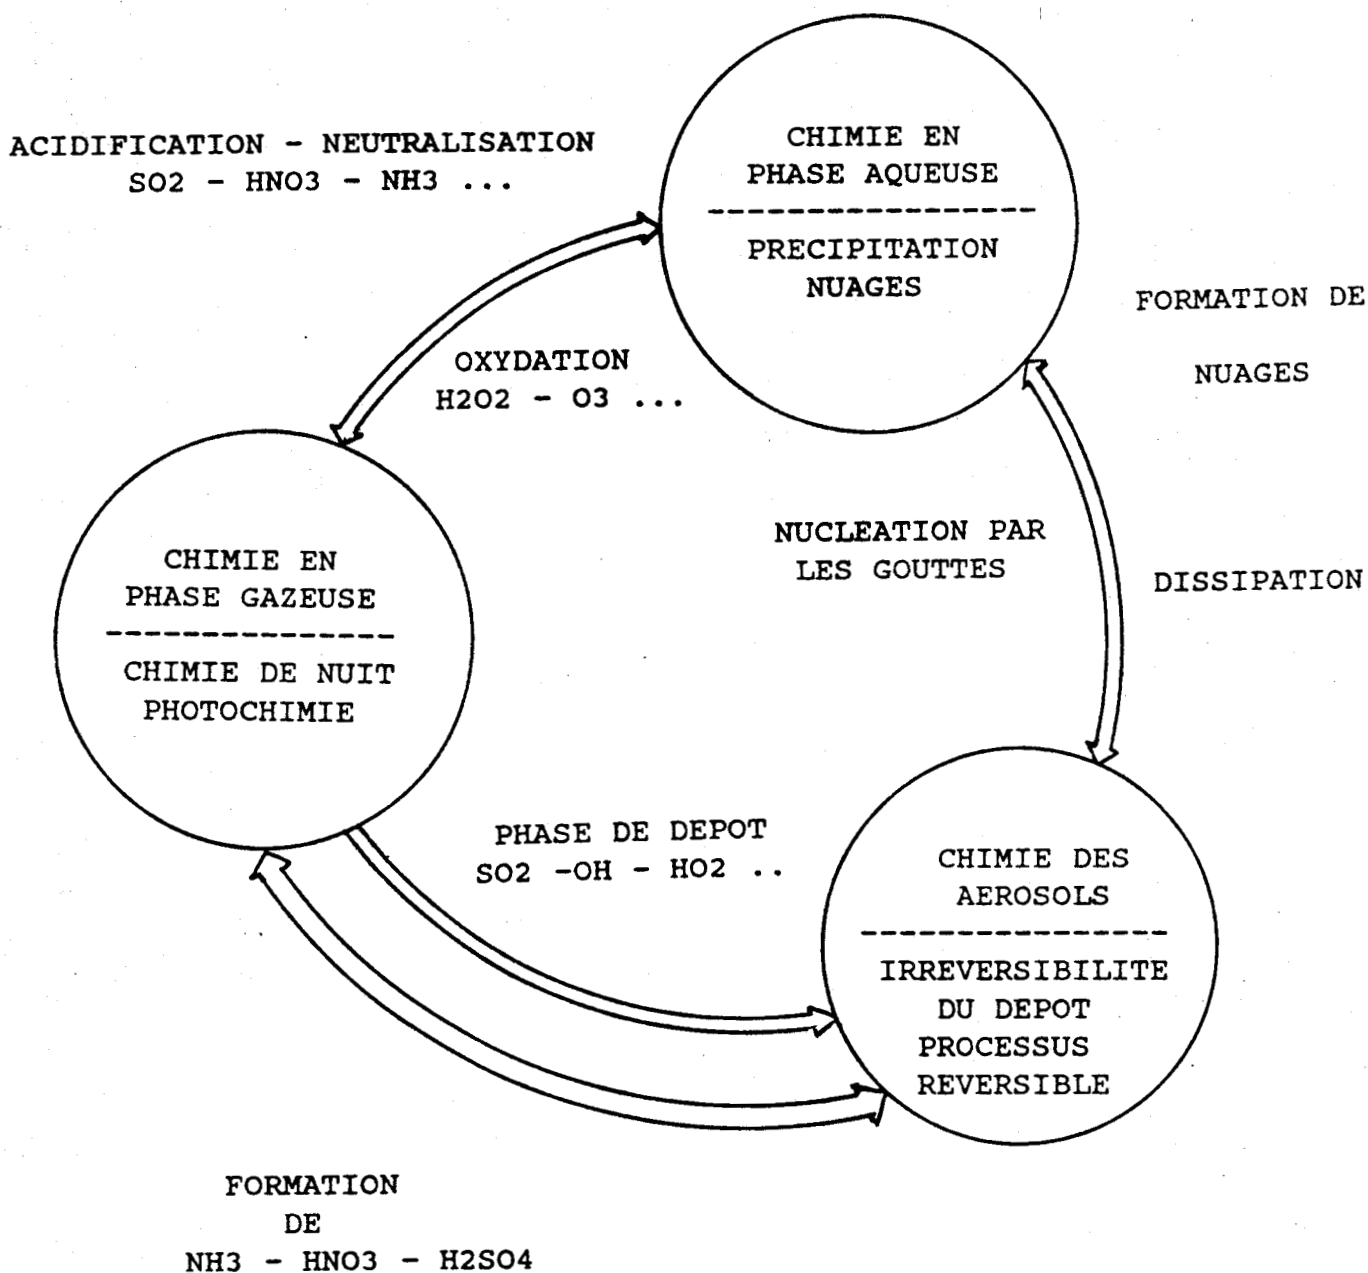 ACIDIFICATION - NEUTRALISATION
SO2 - HNO3 - NH3 ...
CHIMIE EN
PHASE AQUEUSE
-----------------
PRECIPITATION
NUAGES
OXYDATION
H2O2 - O3 ...
FORMATION DE
NUAGES
NUCLEATION PAR
LES GOUTTES
DISSIPATION
CHIMIE EN
PHASE GAZEUSE
---------------
CHIMIE DE NUIT
PHOTOCHIMIE
PHASE DE DEPOT
SO2 -OH - HO2 ..
CHIMIE DES
AEROSOLS
----------------
IRREVERSIBILITE
DU DEPOT
PROCESSUS
REVERSIBLE
FORMATION
DE
NH3 - HNO3 - H2SO4